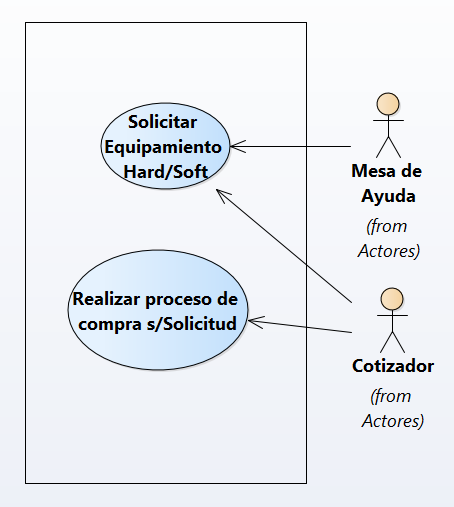 Solicitar
Equipamiento
Hard/Soft
Mesa de
Ayuda
(from
Actores)
Realizar proceso de
compra s/Solicitud
Cotizador
(from
Actores)